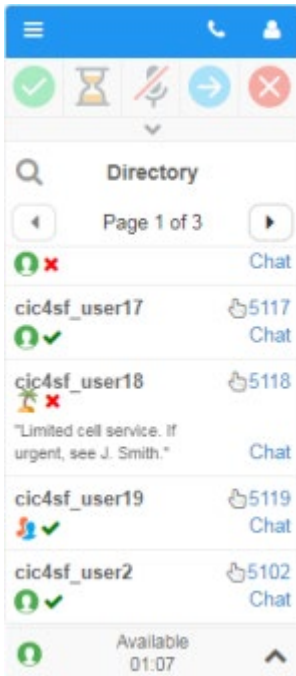 Directory
Page 1 of 3
Chat
cic4sf_user17 5117
Chat
cic4sf_user18 5118
"Limited cell service. If
urgent, see J. Smith." Chat
cic4sf_user19 5119
Chat
cic4sf_user2 5102
Chat
Available
01:07